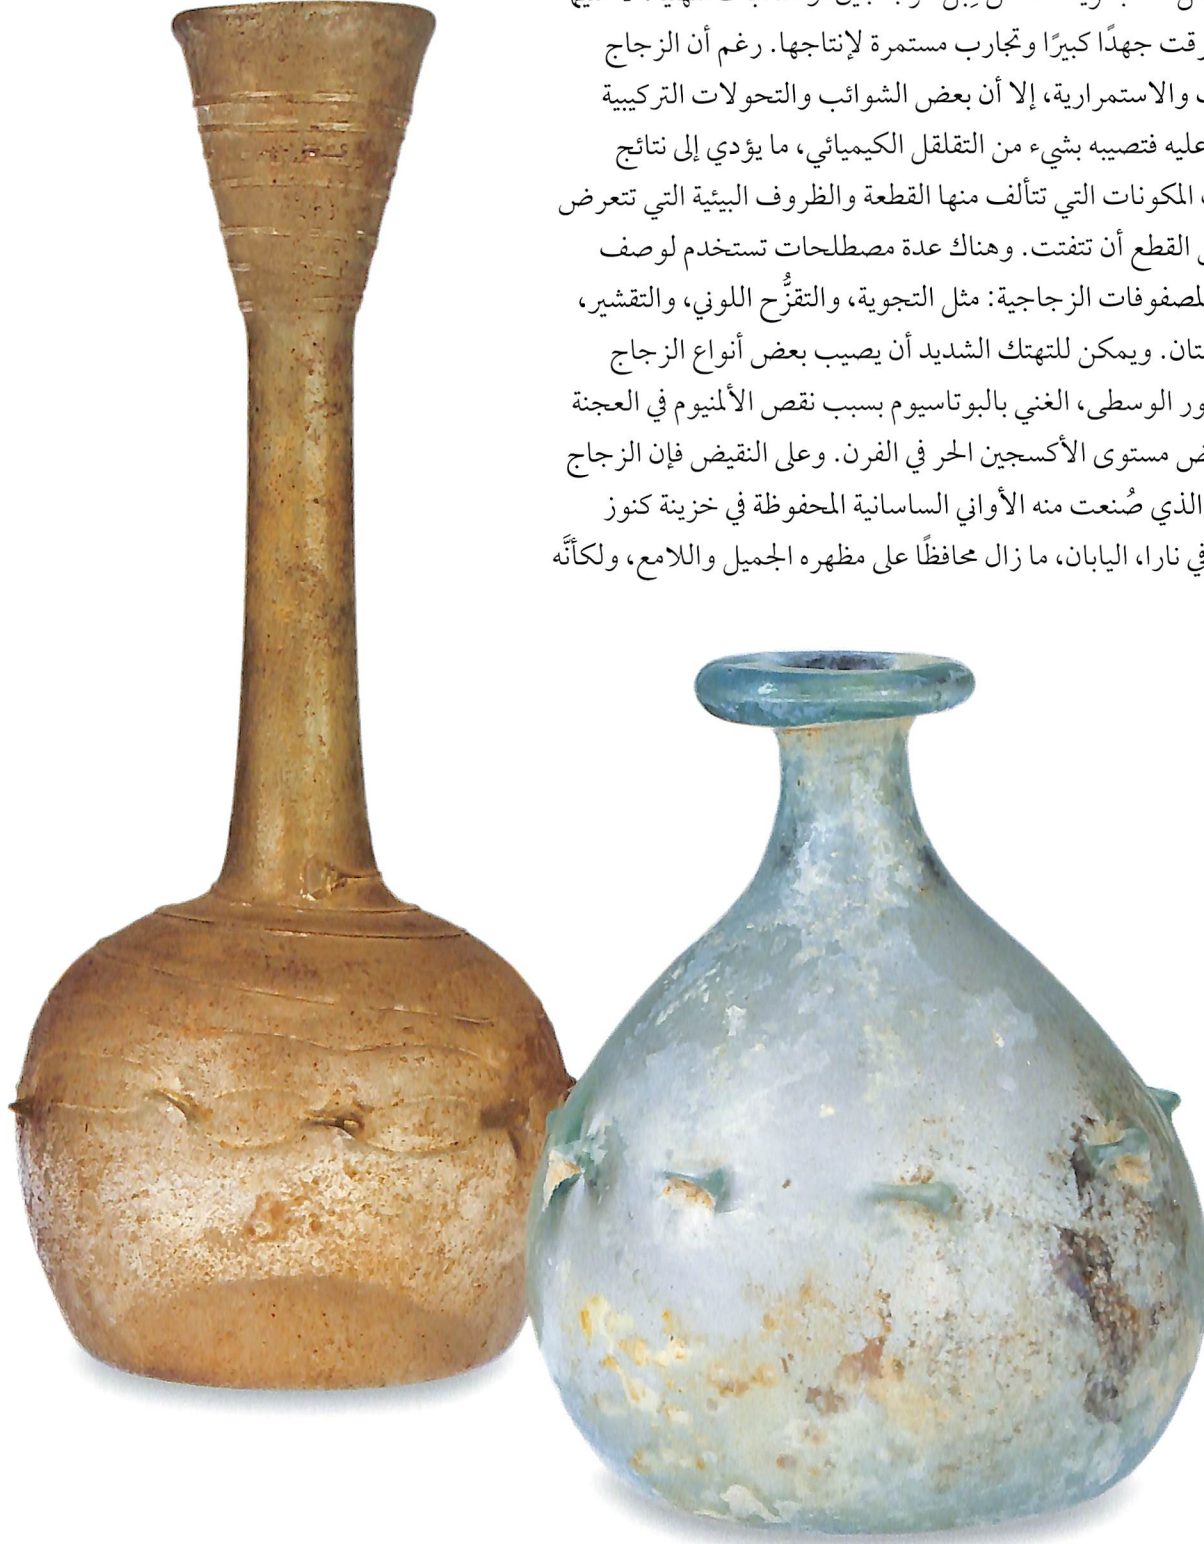 رقت جهدًا كبيرًا وتجارب مستمرة لإنتاجها. رغم أن الزجاج
والاستمرارية، إلا أن بعض الشوائب والتحولات التركيبية
عليه فتصيبه بشيء من التقلقل الكيميائي، ما يؤدي إلى نتائج
المكونات التي تتألف منها القطعة والظروف البيئية التي تتعرض
القطع أن تتفتت. وهناك عدة مصطلحات تستخدم لوصف
لمصفوفات الزجاجية: مثل التجوية، والتقزُّح اللوني، والتقشير،
تان. ويمكن للتهتك الشديد أن يصيب بعض أنواع الزجاج
ور الوسطى، الغني بالبوتاسيوم بسبب نقص الألمنيوم في العجنة
ض مستوى الأكسجين الحر في الفرن. وعلى النقيض فإن الزجاج
الذي صُنعت منه الأواني الساسانية المحفوظة في خزينة كنوز
في نارا، اليابان، ما زال محافظًا على مظهره الجميل واللامع، ولكأنَّه